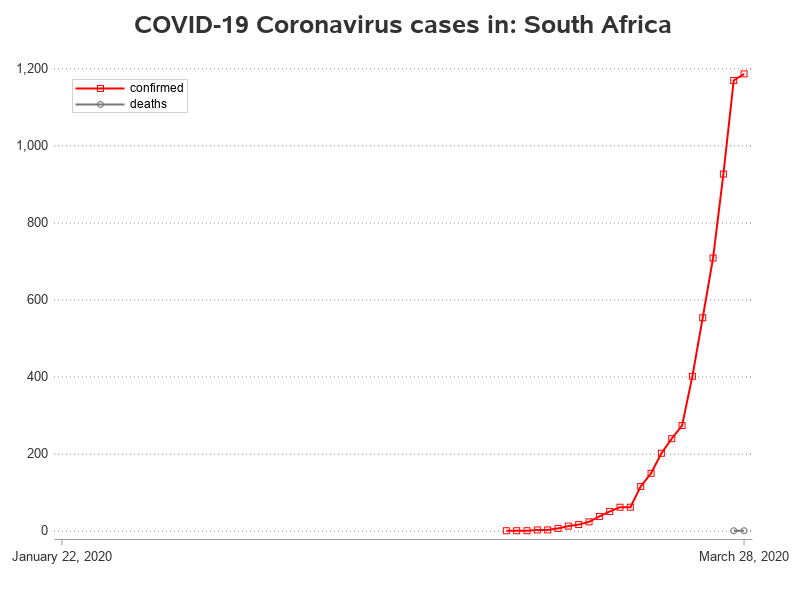 COVID-19 Coronavirus cases in: South Africa
1,200
confirmed
deaths
1,000
800
600
400
200
0
January 22, 2020 March 28, 2020